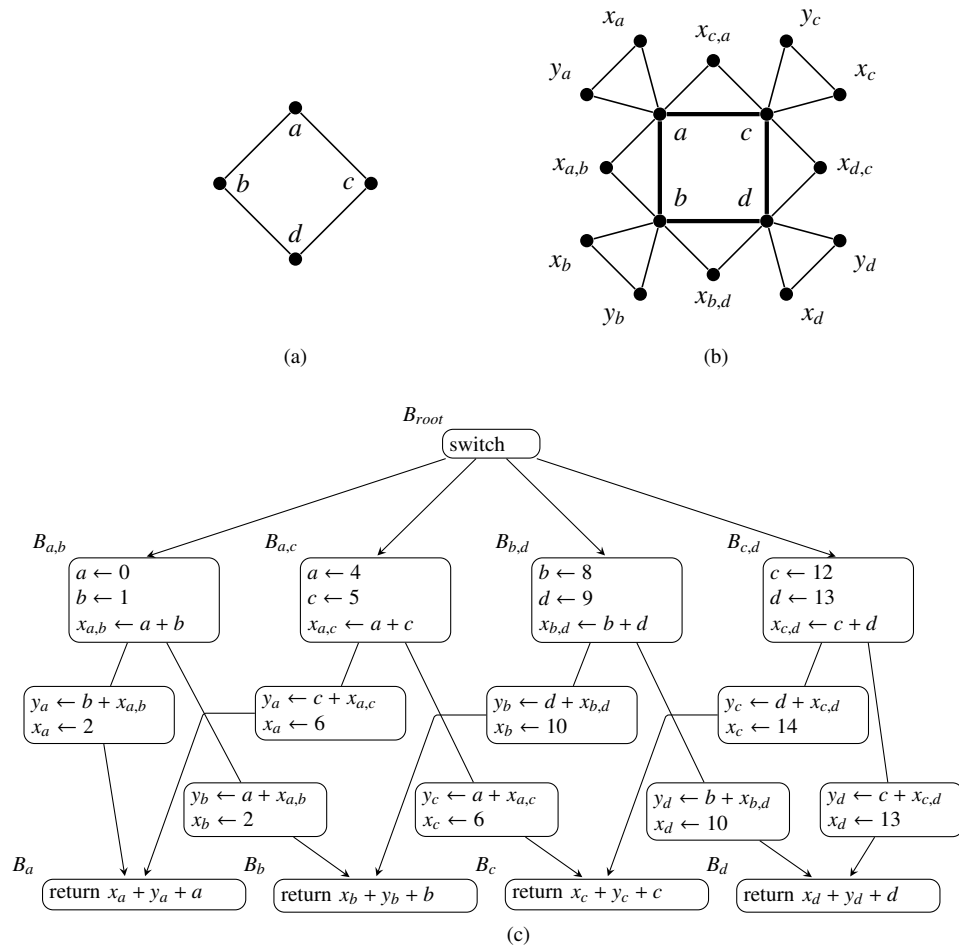 a
b
c
d
(a)
x_a
x_{c,a}
y_c
y_a
x_c
a
c
x_{a,b}
x_{d,c}
b
d
x_b
y_d
y_b
x_{b,d}
x_d
(b)
B_{root}
switch
B_{a,b}
a ← 0
b ← 1
x_{a,b} ← a + b
B_{a,c}
a ← 4
c ← 5
x_{a,c} ← a + c
B_{b,d}
b ← 8
d ← 9
x_{b,d} ← b + d
B_{c,d}
c ← 12
d ← 13
x_{c,d} ← c + d
y_a ← b + x_{a,b}
x_a ← 2
y_a ← c + x_{a,c}
x_a ← 6
y_b ← d + x_{b,d}
x_b ← 10
y_c ← d + x_{c,d}
x_c ← 14
y_b ← a + x_{a,b}
x_b ← 2
y_c ← a + x_{a,c}
x_c ← 6
y_d ← b + x_{b,d}
x_d ← 10
y_d ← c + x_{c,d}
x_d ← 13
B_a
return x_a + y_a + a
B_b
return x_b + y_b + b
B_c
return x_c + y_c + c
B_d
return x_d + y_d + d
(c)